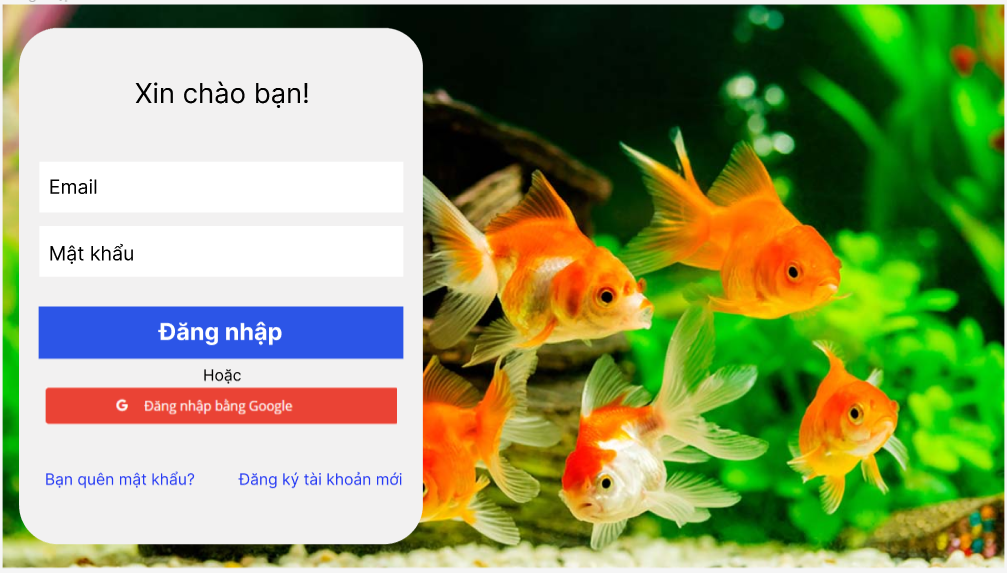 Xin chào bạn!
Email
Mật khẩu
Đăng nhập
Hoặc
G Đăng nhập bằng Google
Bạn quên mật khẩu? Đăng ký tài khoản mới